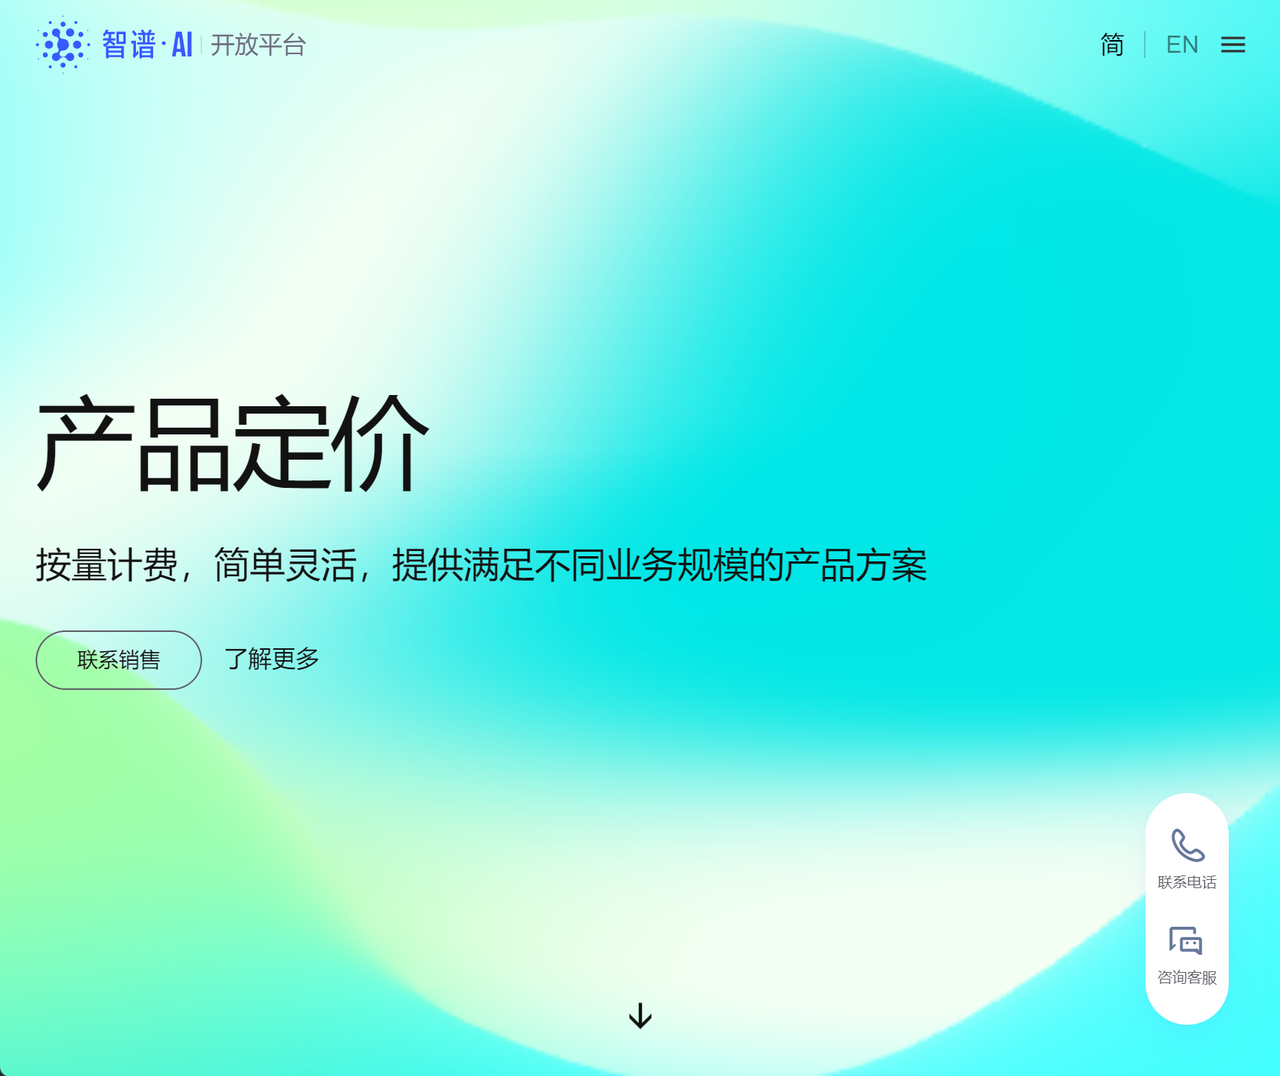 智谱·AI 开放平台
简 EN
产品定价
按量计费，简单灵活，提供满足不同业务规模的产品方案
联系销售 了解更多
联系电话
咨询客服